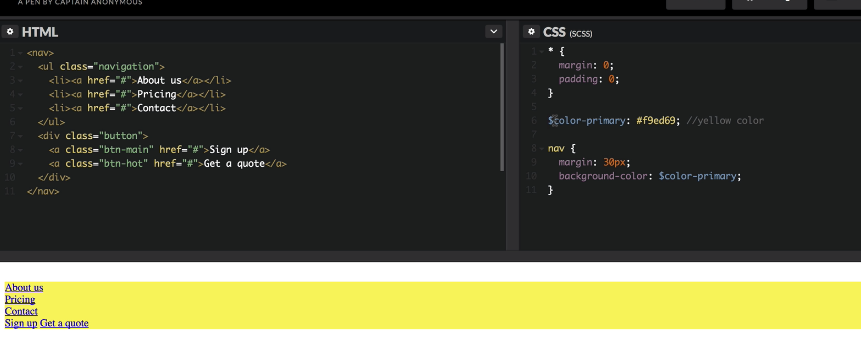 A PEN BY CAPTAIN ANONYMOUS
HTML
1 <nav>
2 <ul class="navigation">
3 <li><a href="#">About us</a></li>
4 <li><a href="#">Pricing</a></li>
5 <li><a href="#">Contact</a></li>
6 </ul>
7 <div class="button">
8 <a class="btn-main" href="#">Sign up</a>
9 <a class="btn-hot" href="#">Get a quote</a>
10 </div>
11 </nav>
CSS (SCSS)
1 * {
2 margin: 0;
3 padding: 0;
4 }
5
6 $color-primary: #f9ed69; //yellow color
7
8 nav {
9 margin: 30px;
10 background-color: $color-primary;
11 }
About us
Pricing
Contact
Sign up Get a quote